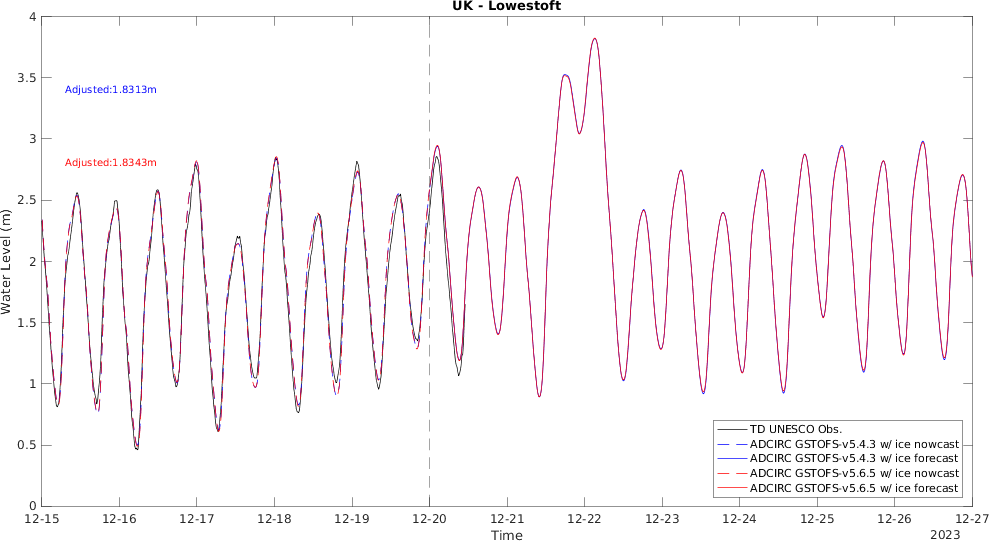 UK - Lowestoft
Water Level (m)
4
3.5
3
2.5
2
1.5
1
0.5
0
Adjusted:1.8313m
Adjusted:1.8343m
TD UNESCO Obs.
ADCIRC GSTOFS-v5.4.3 w/ ice nowcast
ADCIRC GSTOFS-v5.4.3 w/ ice forecast
ADCIRC GSTOFS-v5.6.5 w/ ice nowcast
ADCIRC GSTOFS-v5.6.5 w/ ice forecast
12-15 12-16 12-17 12-18 12-19 12-20 12-21 12-22 12-23 12-24 12-25 12-26 12-27
Time
2023